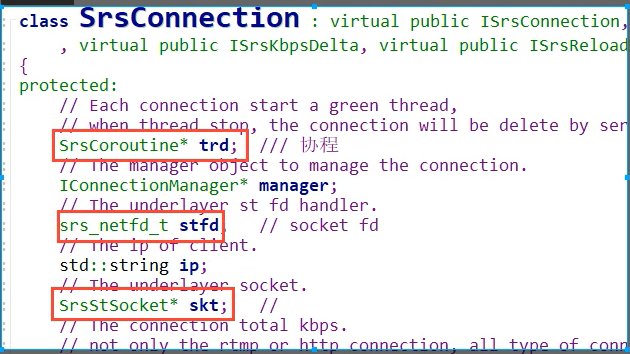 class SrsConnection : virtual public ISrsConnection,
, virtual public ISrsKbpsDelta, virtual public
{
protected:
// Each connection start a green thread,
// when thread stop, the connection will be delete by
SrsCoroutine* trd; /// 协程
// The manager object to manage the connection.
IConnectionManager* manager;
// The underlayer st fd handler.
srs_netfd_t stfd; // socket fd
// The ip of client.
std::string ip;
// The underlayer socket.
SrsStSocket* skt; //
// The connection total kbps.
// not only the rtmp or http connection, all type of